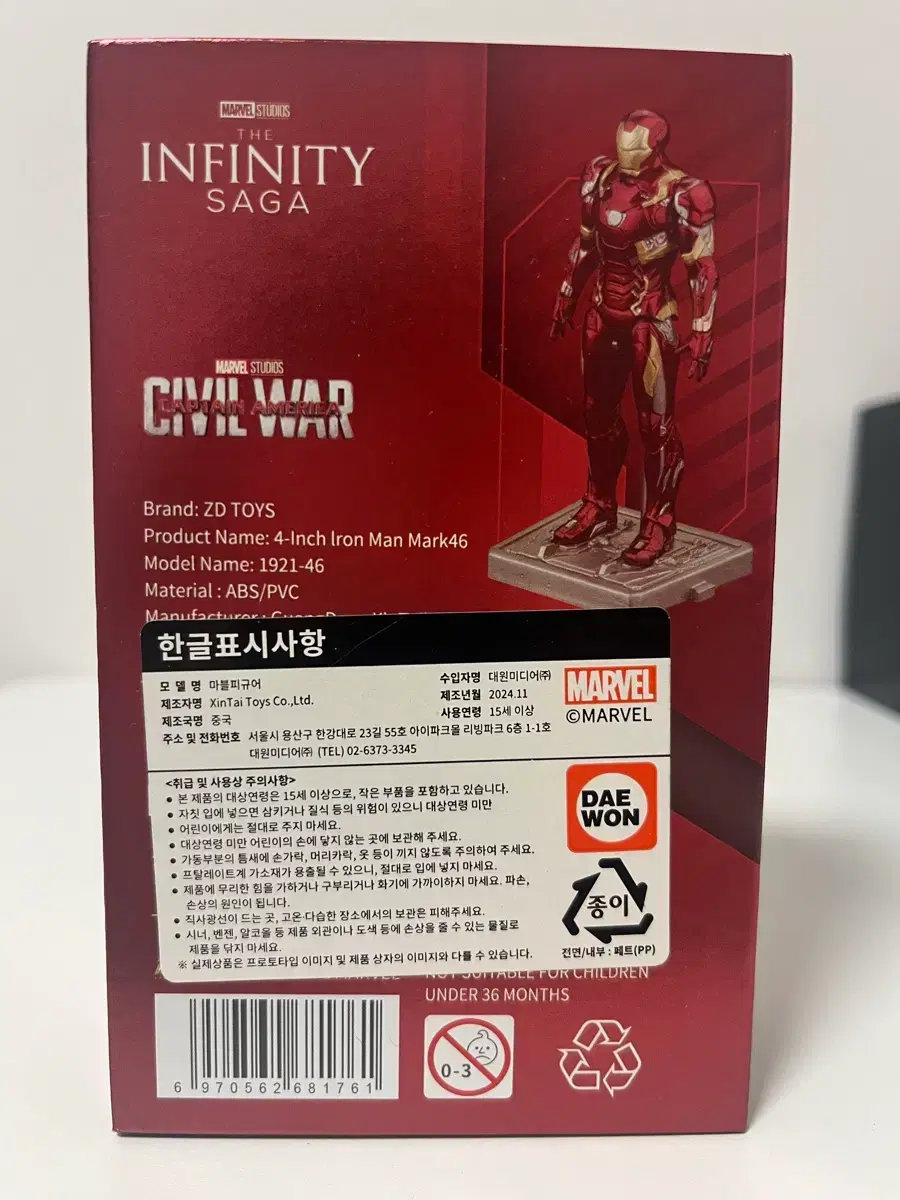 MARVEL STUDIOS
THE
INFINITY
SAGA
MARVEL STUDIOS
CAPTAIN AMERICA
CIVIL WAR
Brand: ZD TOYS
Product Name: 4-Inch Iron Man Mark46
Model Name: 1921-46
Material : ABS/PVC
Manufacturer :
한글표시사항
모 델 명 마블피규어
제조자명 XinTai Toys Co.,Ltd.
제조국명 중국
수입자명 대원미디어㈜
제조년월 2024.11
사용연령 15세 이상
주소 및 전화번호 서울시 용산구 한강대로 23길 55호 아이파크몰 리빙파크 6층 1-1호
대원미디어㈜ (TEL) 02-6373-3345
MARVEL
©MARVEL
<취급 및 사용상 주의사항>
• 본 제품의 대상연령은 15세 이상으로, 작은 부품을 포함하고 있습니다.
• 자칫 입에 넣으면 삼키거나 질식 등의 위험이 있으니 대상연령 미만
• 어린이에게는 절대로 주지 마세요.
• 대상연령 미만 어린이의 손에 닿지 않는 곳에 보관해 주세요.
• 가동부분의 틈새에 손가락, 머리카락, 옷 등이 끼지 않도록 주의하여 주세요.
• 프탈레이트계 가소재가 용출될 수 있으니, 절대로 입에 넣지 마세요.
• 제품에 무리한 힘을 가하거나 구부리거나 화기에 가까이하지 마세요. 파손,
손상의 원인이 됩니다.
• 직사광선이 드는 곳, 고온·다습한 장소에서의 보관은 피해주세요.
• 시너, 벤젠, 알코올 등 제품 외관이나 도색 등에 손상을 줄 수 있는 물질로
제품을 닦지 마세요.
※ 실제상품은 프로토타입 이미지 및 제품 상자의 이미지와 다를 수 있습니다.
DAE
WON
종이
전면/내부 : 페트(PP)
NOT SUITABLE FOR CHILDREN
UNDER 36 MONTHS
6 970562 681761
0-3